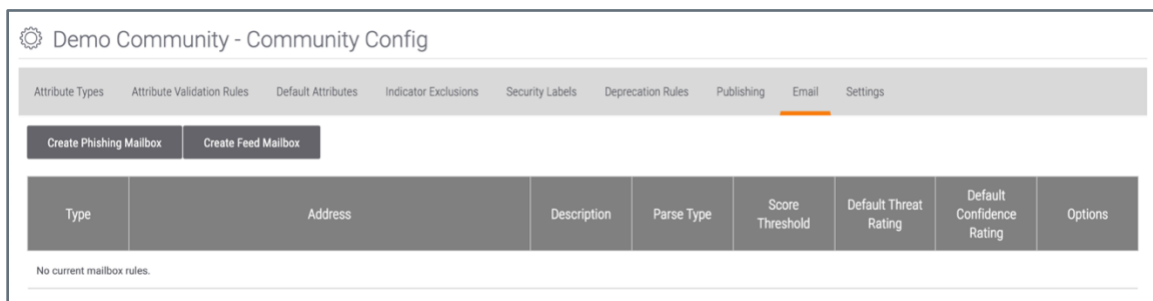 Demo Community - Community Config
Attribute Types Attribute Validation Rules Default Attributes Indicator Exclusions Security Labels Deprecation Rules Publishing Email Settings
Create Phishing Mailbox Create Feed Mailbox
Type Address Description Parse Type Score Threshold Default Threat Rating Default Confidence Rating Options
No current mailbox rules.